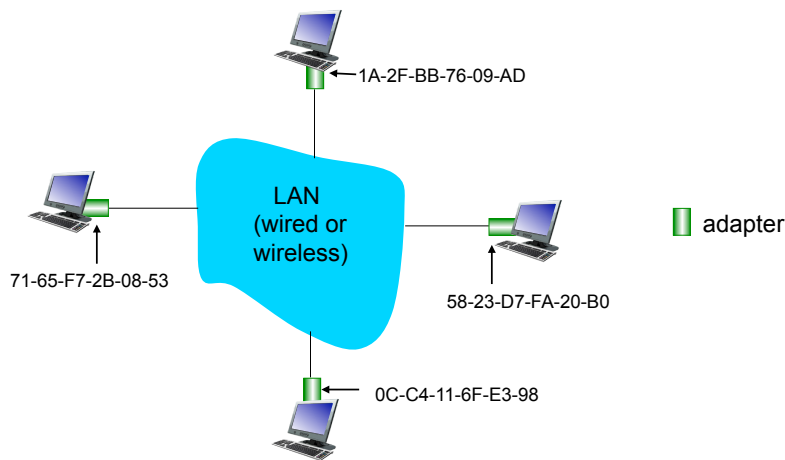 1A-2F-BB-76-09-AD
LAN
(wired or
wireless)
adapter
71-65-F7-2B-08-53
58-23-D7-FA-20-B0
0C-C4-11-6F-E3-98